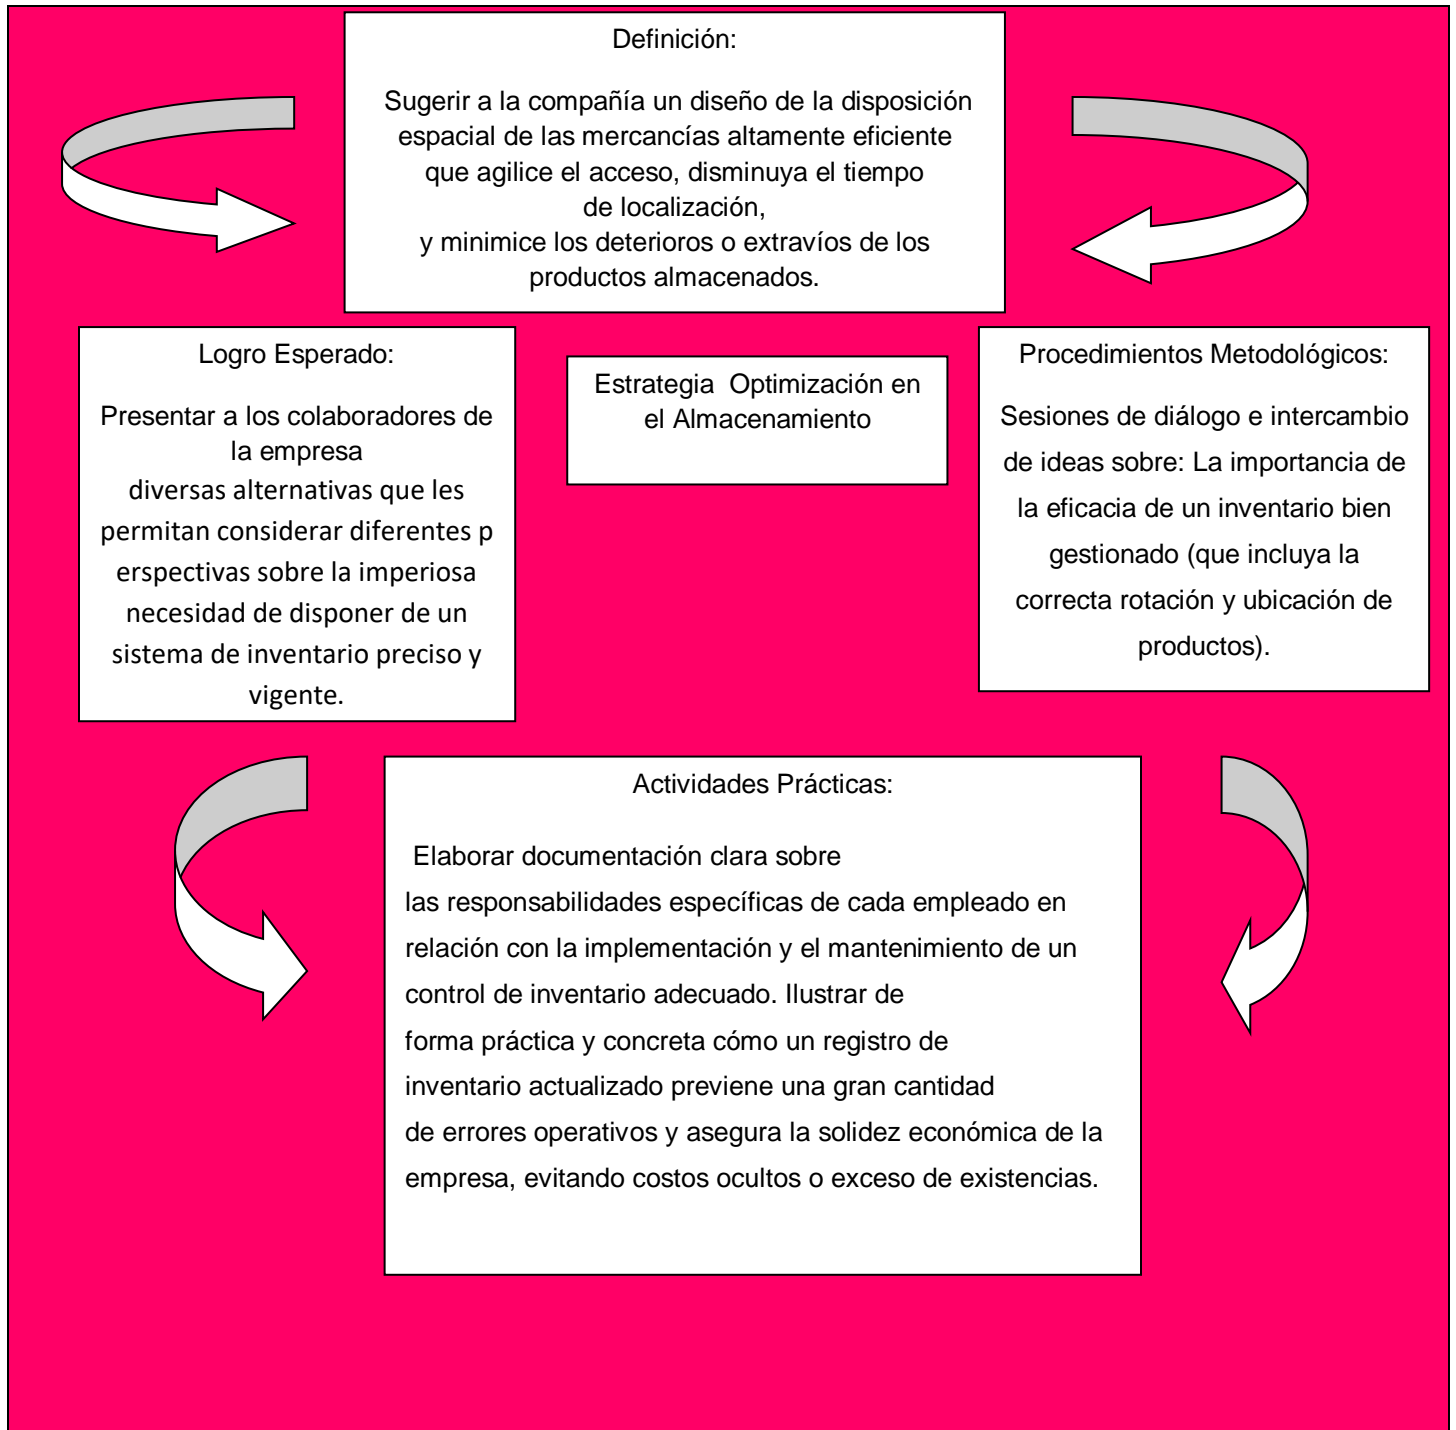 Definición:
Sugerir a la compañía un diseño de la disposición
espacial de las mercancías altamente eficiente
que agilice el acceso, disminuya el tiempo
de localización,
y minimice los deterioros o extravíos de los
productos almacenados.
Logro Esperado:
Presentar a los colaboradores de
la empresa
diversas alternativas que les
permitan considerar diferentes p
erspectivas sobre la imperiosa
necesidad de disponer de un
sistema de inventario preciso y
vigente.
Estrategia  Optimización en
el Almacenamiento
Procedimientos Metodológicos:
Sesiones de diálogo e intercambio
de ideas sobre: La importancia de
la eficacia de un inventario bien
gestionado (que incluya la
correcta rotación y ubicación de
productos).
Actividades Prácticas:
Elaborar documentación clara sobre
las responsabilidades específicas de cada empleado en
relación con la implementación y el mantenimiento de un
control de inventario adecuado. Ilustrar de
forma práctica y concreta cómo un registro de
inventario actualizado previene una gran cantidad
de errores operativos y asegura la solidez económica de la
empresa, evitando costos ocultos o exceso de existencias.